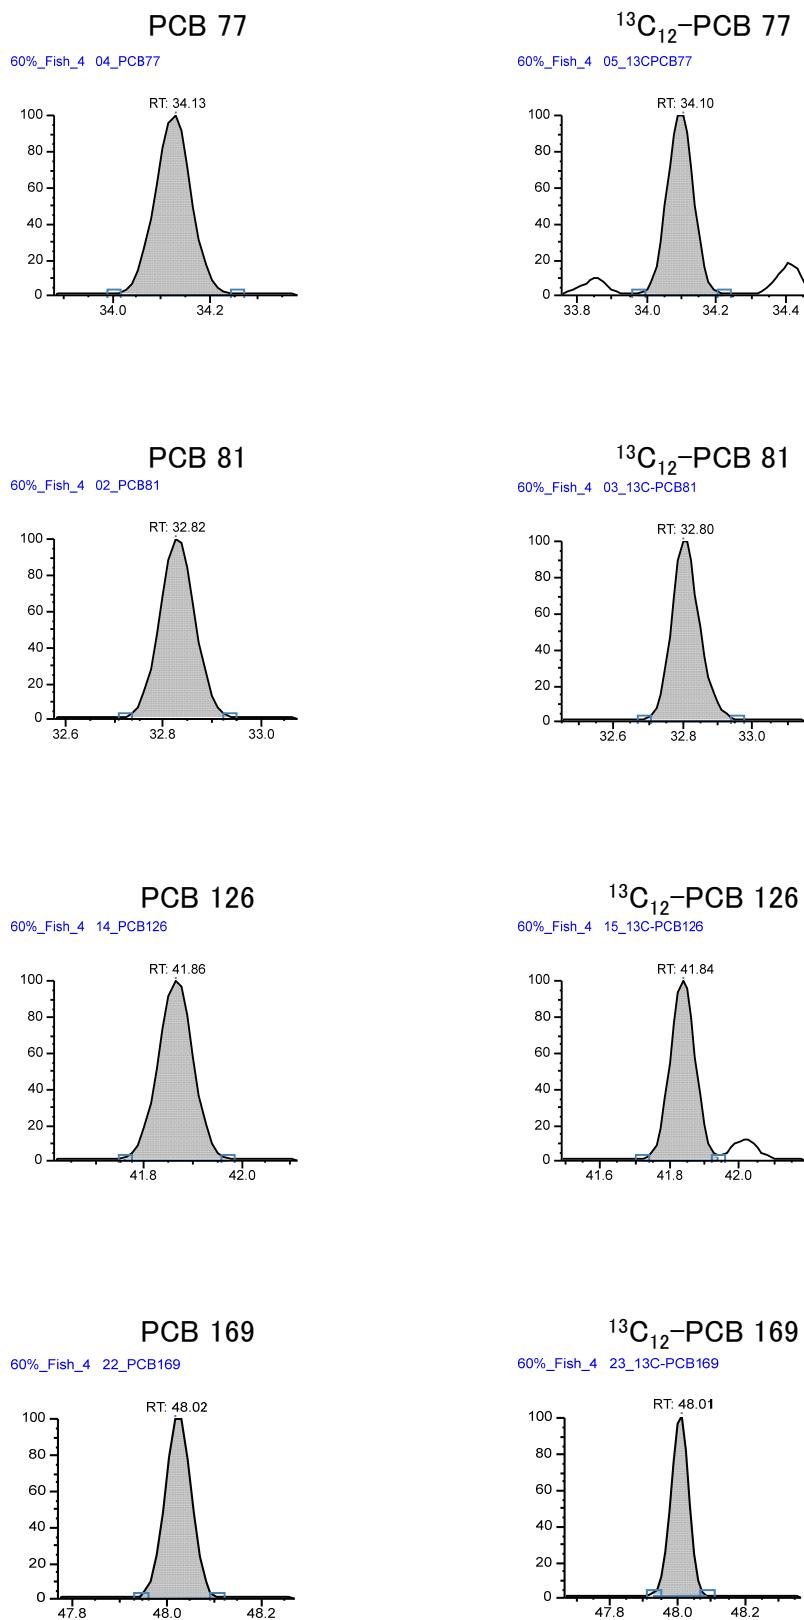 PCB 77
60%_Fish_4 04_PCB77
RT: 34.13
100
80
60
40
20
0
34.0 34.2
¹³C₁₂-PCB 77
60%_Fish_4 05_13CPCB77
RT: 34.10
100
80
60
40
20
0
33.8 34.0 34.2 34.4
PCB 81
60%_Fish_4 02_PCB81
RT: 32.82
100
80
60
40
20
0
32.6 32.8 33.0
¹³C₁₂-PCB 81
60%_Fish_4 03_13C-PCB81
RT: 32.80
100
80
60
40
20
0
32.6 32.8 33.0
PCB 126
60%_Fish_4 14_PCB126
RT: 41.86
100
80
60
40
20
0
41.8 42.0
¹³C₁₂-PCB 126
60%_Fish_4 15_13C-PCB126
RT: 41.84
100
80
60
40
20
0
41.6 41.8 42.0
PCB 169
60%_Fish_4 22_PCB169
RT: 48.02
100
80
60
40
20
0
47.8 48.0 48.2
¹³C₁₂-PCB 169
60%_Fish_4 23_13C-PCB169
RT: 48.01
100
80
60
40
20
0
47.8 48.0 48.2